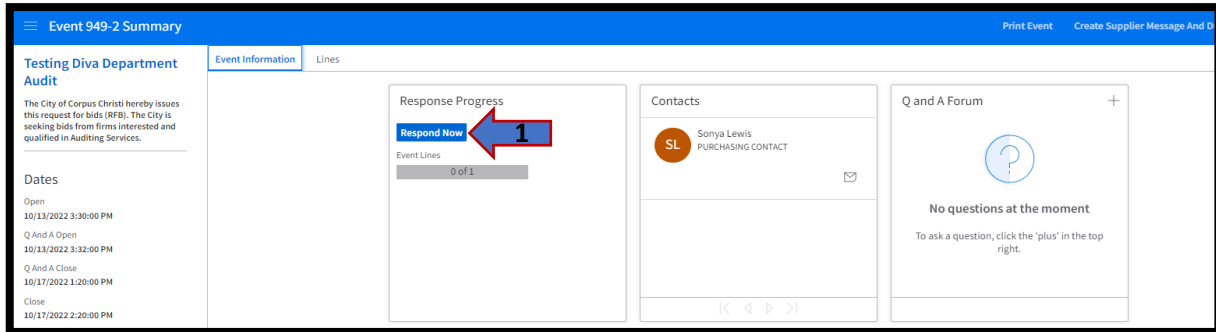 Event 949-2 Summary
Print Event
Create Supplier Message And D
Testing Diva Department
Audit
The City of Corpus Christi hereby issues
this request for bids (RFB). The City is
seeking bids from firms interested and
qualified in Auditing Services.
Dates
Open
10/13/2022 3:30:00 PM
Q And A Open
10/13/2022 3:32:00 PM
Q And A Close
10/17/2022 1:20:00 PM
Close
10/17/2022 2:20:00 PM
Event Information
Lines
Response Progress
Respond Now
1
Event Lines
0 of 1
Contacts
SL
Sonya Lewis
PURCHASING CONTACT
Q and A Forum
No questions at the moment
To ask a question, click the 'plus' in the top
right.